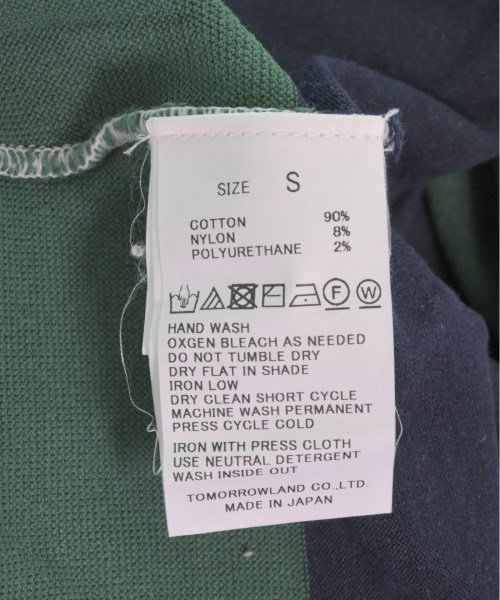 SIZE S
COTTON 90%
NYLON 8%
POLYURETHANE 2%
F W
HAND WASH
OXGEN BLEACH AS NEEDED
DO NOT TUMBLE DRY
DRY FLAT IN SHADE
IRON LOW
DRY CLEAN SHORT CYCLE
MACHINE WASH PERMANENT
PRESS CYCLE COLD
IRON WITH PRESS CLOTH
USE NEUTRAL DETERGENT
WASH INSIDE OUT
TOMORROWLAND CO.,LTD.
MADE IN JAPAN